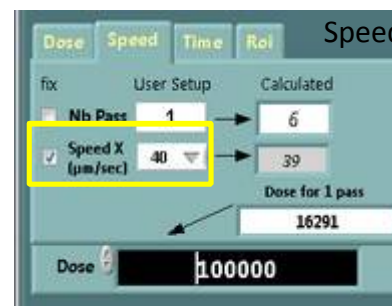 Speed
Dose Speed Time Roi
fix User Setup Calculated
Nb Pass 1 6
Speed X
(µm/sec) 40 39
Dose for 1 pass
16291
Dose 100000